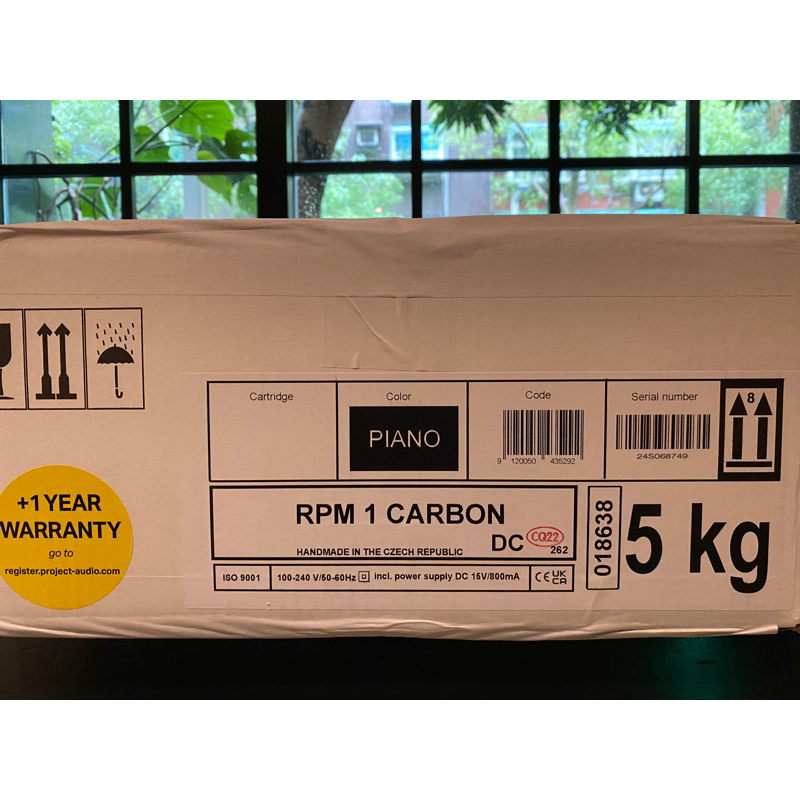 Cartridge
Color
PIANO
Code
9 120050 435292
Serial number
24S068749
8
+1 YEAR
WARRANTY
go to
register.project-audio.com
RPM 1 CARBON
DC CQ22
HANDMADE IN THE CZECH REPUBLIC 262
018638
5 kg
ISO 9001
100-240 V/50-60Hz incl. power supply DC 15V/800mA
CE UK
CA